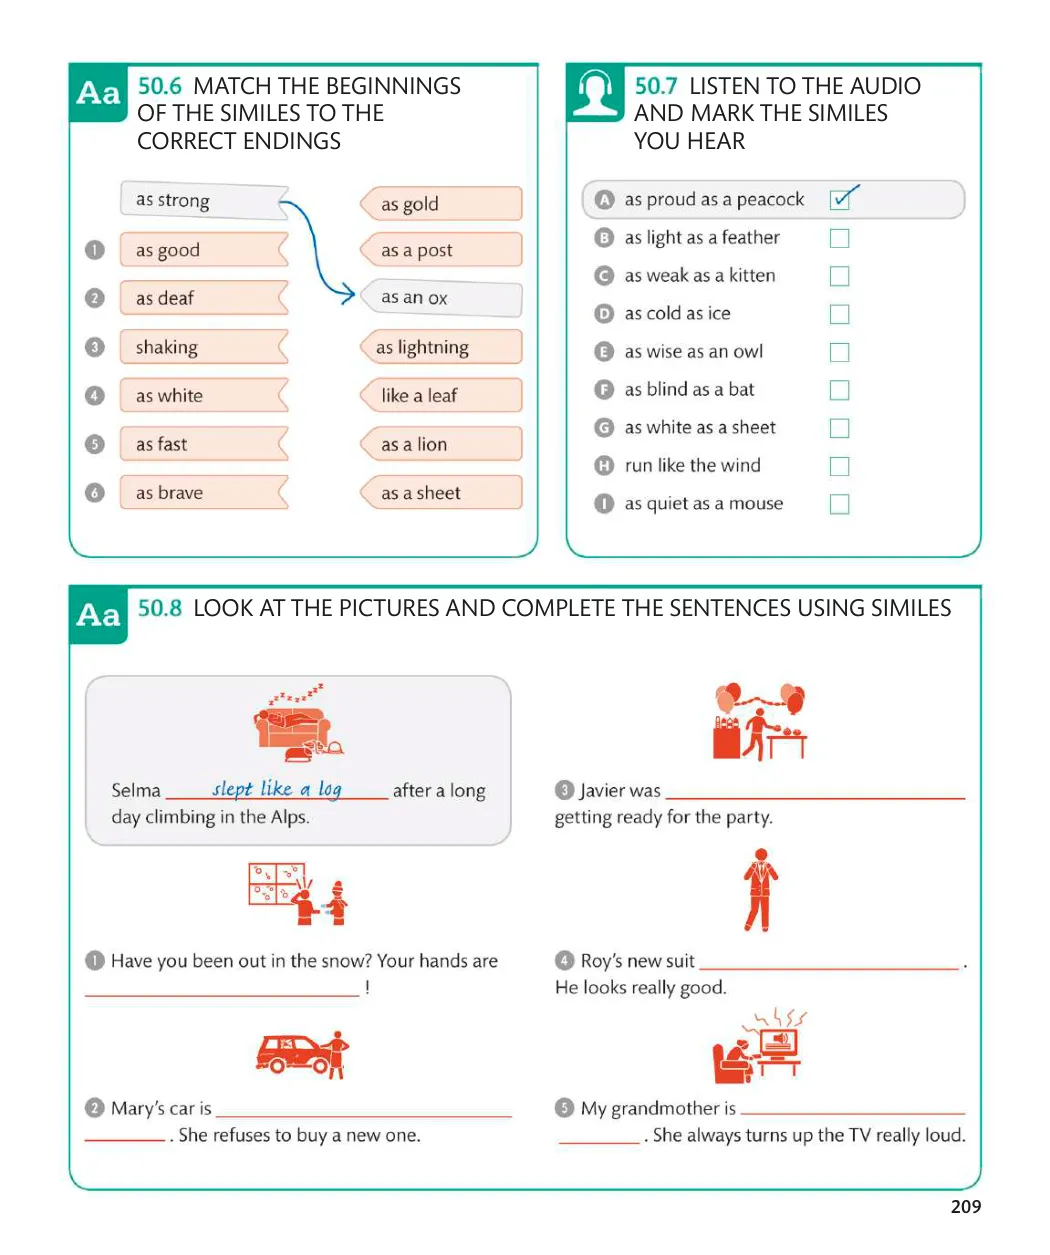 Aa
50.6 MATCH THE BEGINNINGS
OF THE SIMILES TO THE
CORRECT ENDINGS
as strong
as gold
1 as good
as a post
2 as deaf
as an ox
3 shaking
as lightning
4 as white
like a leaf
5 as fast
as a lion
6 as brave
as a sheet
50.7 LISTEN TO THE AUDIO
AND MARK THE SIMILES
YOU HEAR
A as proud as a peacock
B as light as a feather
C as weak as a kitten
D as cold as ice
E as wise as an owl
F as blind as a bat
G as white as a sheet
H run like the wind
I as quiet as a mouse
Aa
50.8 LOOK AT THE PICTURES AND COMPLETE THE SENTENCES USING SIMILES
zzzzzzzz
Selma slept like a log after a long
day climbing in the Alps.
1 Have you been out in the snow? Your hands are
!
2 Mary's car is
. She refuses to buy a new one.
3 Javier was
getting ready for the party.
4 Roy's new suit .
He looks really good.
5 My grandmother is
. She always turns up the TV really loud.
209